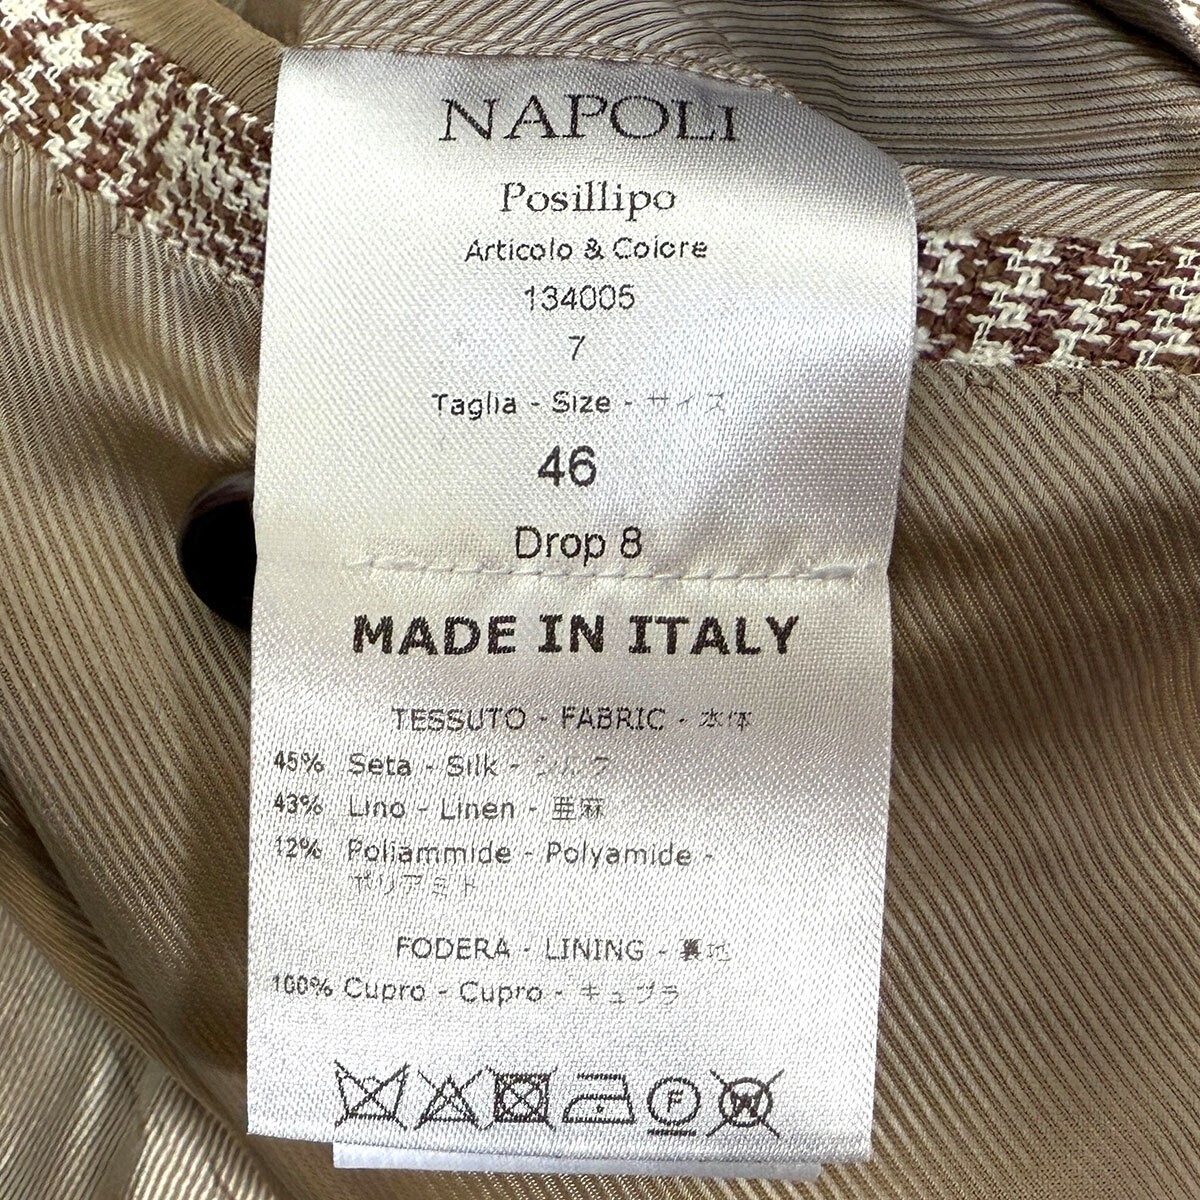 NAPOLI
Posillipo
Articolo & Colore
134005
7
Taglia - Size - サイズ
46
Drop 8
MADE IN ITALY
TESSUTO - FABRIC - 本体
45% Seta - Silk - シルク
43% Lino - Linen - 亜麻
12% Poliammide - Polyamide -
ポリアミド
FODERA - LINING - 裏地
100% Cupro - Cupro - キュプラ
F
W